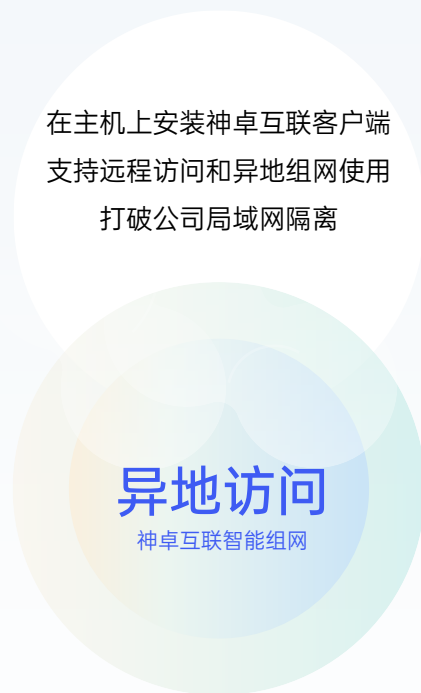 在主机上安装神卓互联客户端
支持远程访问和异地组网使用
打破公司局域网隔离
异地访问
神卓互联智能组网